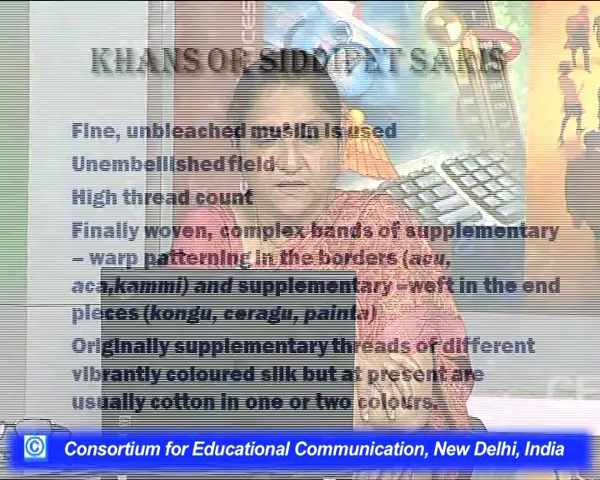 KHANS OR SIDDIPET SARIS
Fine, unbleached muslin is used
Unembellished field
High thread count
Finally woven, complex bands of supplementary
– warp patterning in the borders (acu,
aca,kammi) and supplementary –weft in the end
pieces (kongu, ceragu, painta)
Originally supplementary threads of different
vibrantly coloured silk but at present are
usually cotton in one or two colours.
© Consortium for Educational Communication, New Delhi, India